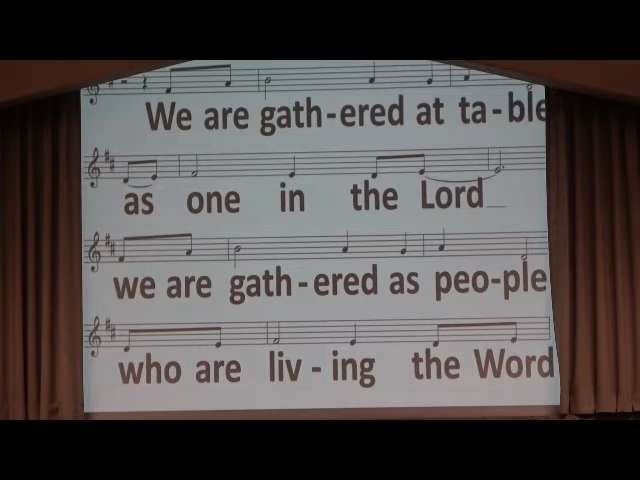 We are gath-ered at ta-ble
as one in the Lord
we are gath-ered as peo-ple
who are liv-ing the Word